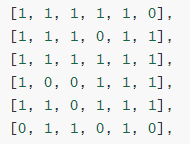 [1, 1, 1, 1, 1, 0],
[1, 1, 1, 0, 1, 1],
[1, 1, 1, 1, 1, 1],
[1, 0, 0, 1, 1, 1],
[1, 1, 0, 1, 1, 1],
[0, 1, 1, 0, 1, 0],